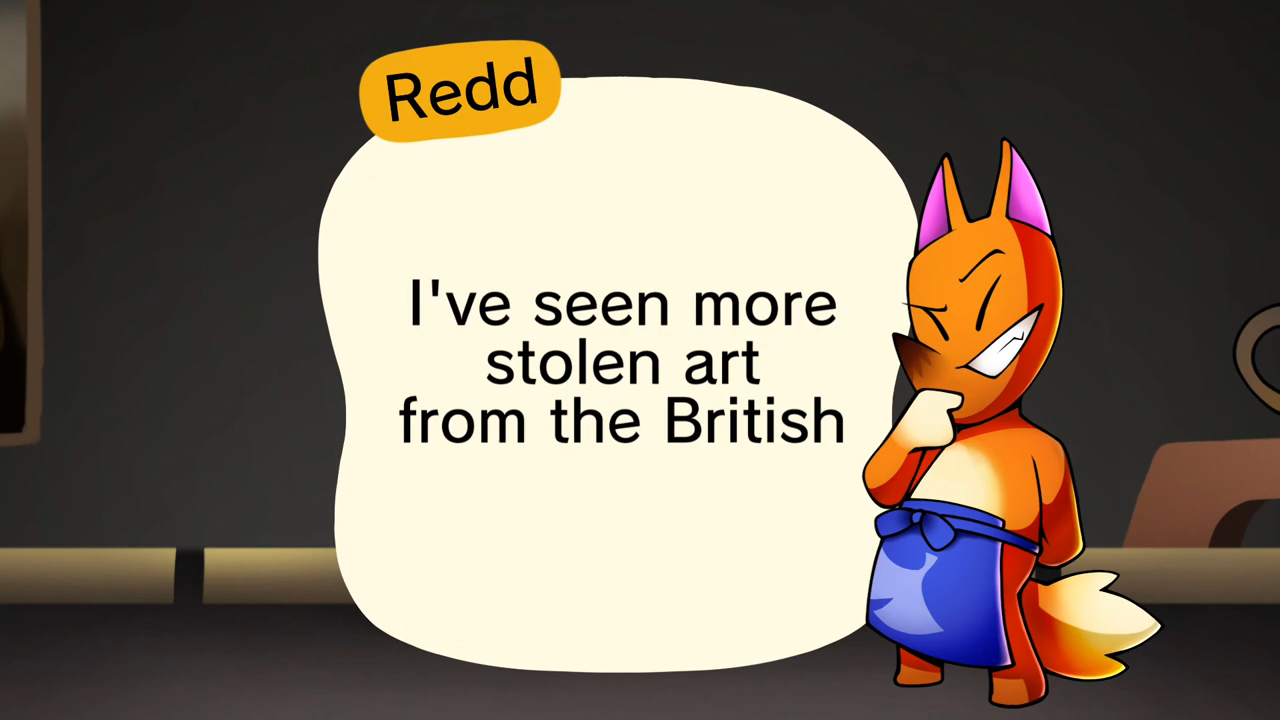 Redd
I've seen more
stolen art
from the British